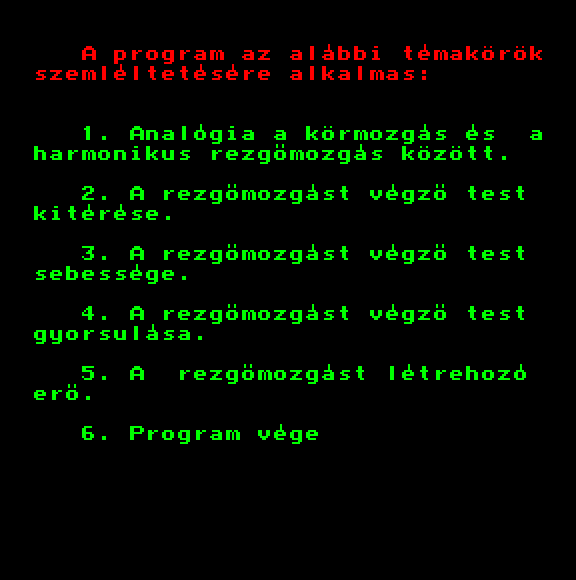 A program az alábbi témakörök
szemléltetésére alkalmas:
1. Analógia a körmozgás és  a
harmonikus rezgömozgás között.
2. A rezgömozgást végzö test
kitérése.
3. A rezgömozgást végzö test
sebessége.
4. A rezgömozgást végzö test
gyorsulása.
5. A  rezgömozgást létrehozó
erö.
6. Program vége